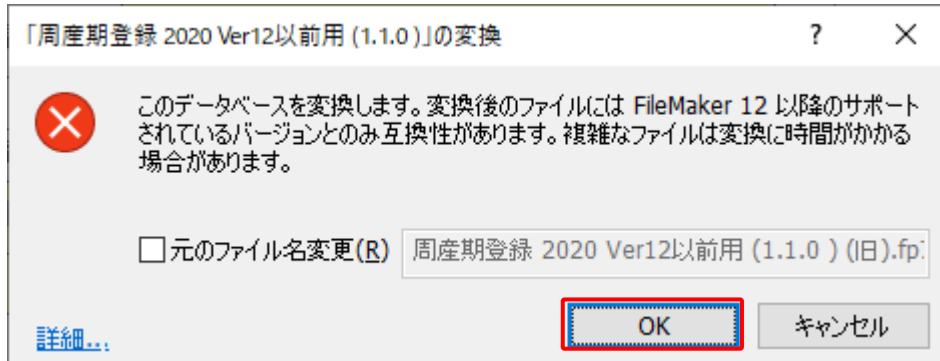 「周産期登録 2020 Ver12以前用 (1.1.0 )」の変換
? ×
このデータベースを変換します。変換後のファイルには FileMaker 12 以降のサポート
されているバージョンとのみ互換性があります。複雑なファイルは変換に時間がかかる
場合があります。
元のファイル名変更(R) 周産期登録 2020 Ver12以前用 (1.1.0 ) (旧).fp
詳細... OK キャンセル